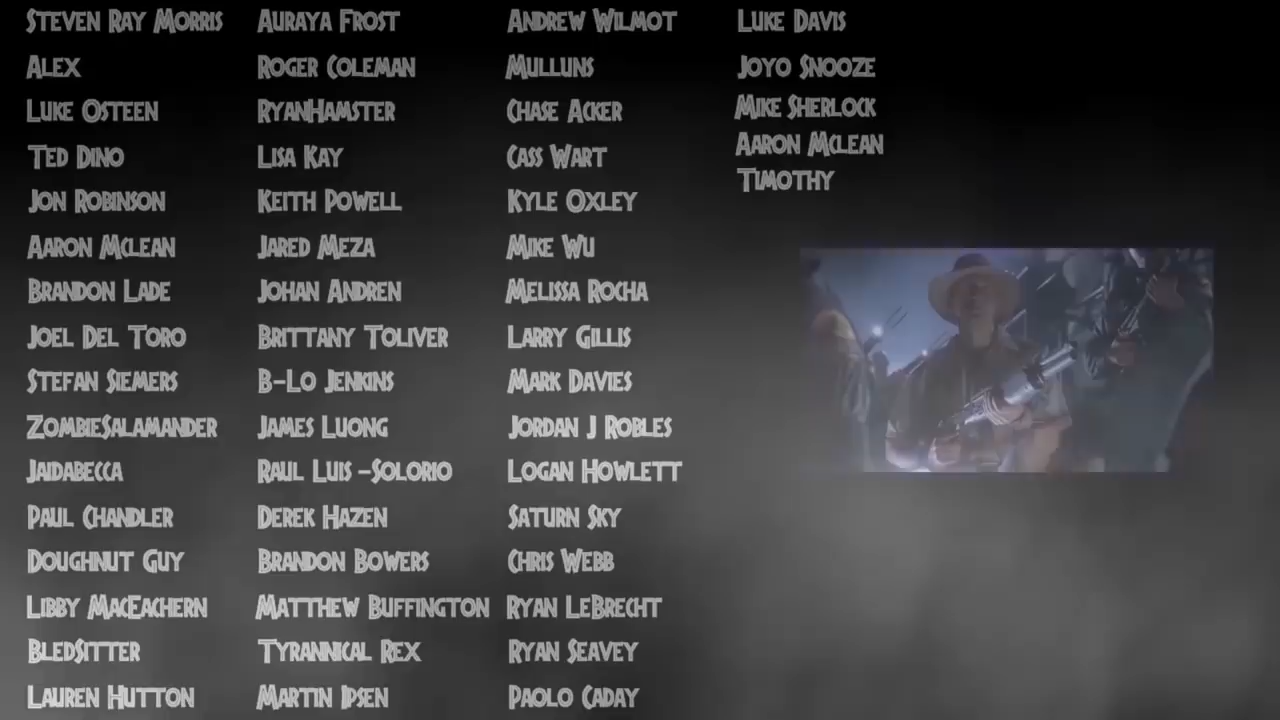 Steven Ray Morris
Alex
Luke Osteen
Ted Dino
Jon Robinson
Aaron Mclean
Brandon Lade
Joel Del Toro
Stefan Siemers
ZombieSalamander
Jaidabecca
Paul Chandler
Doughnut Guy
Libby MacEachern
BledSitter
Lauren Hutton
Auraya Frost
Roger Coleman
RyanHamster
Lisa Kay
Keith Powell
Jared Meza
Johan Andren
Brittany Toliver
B-Lo Jenkins
James Luong
Raul Luis -Solorio
Derek Hazen
Brandon Bowers
Matthew Buffington
Tyrannical Rex
Martin Ipsen
Andrew Wilmot
Mulluns
Chase Acker
Cass Wart
Kyle Oxley
Mike Wu
Melissa Rocha
Larry Gillis
Mark Davies
Jordan J Robles
Logan Howlett
Saturn Sky
Chris Webb
Ryan LeBrecht
Ryan Seavey
Paolo Caday
Luke Davis
Joyo Snooze
Mike Sherlock
Aaron Mclean
Timothy